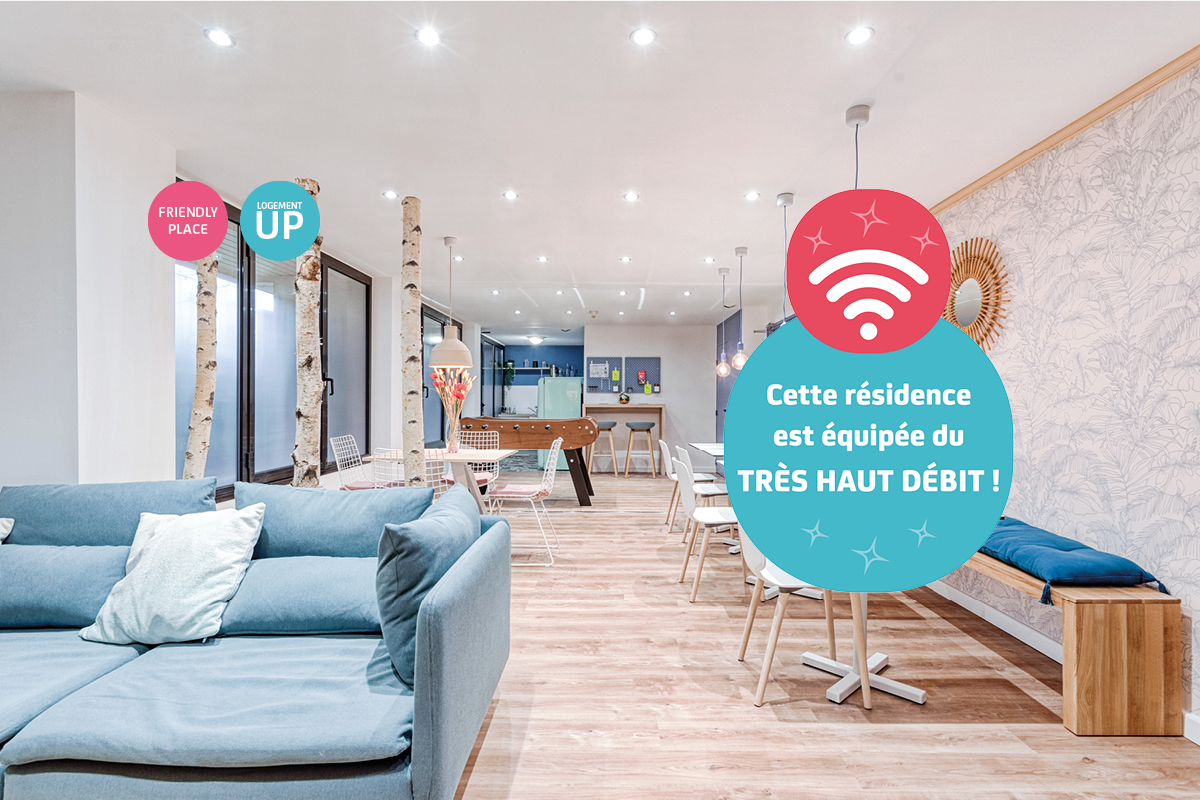 FRIENDLY
PLACE
LOGEMENT
UP
Cette résidence
est équipée du
TRÈS HAUT DÉBIT !